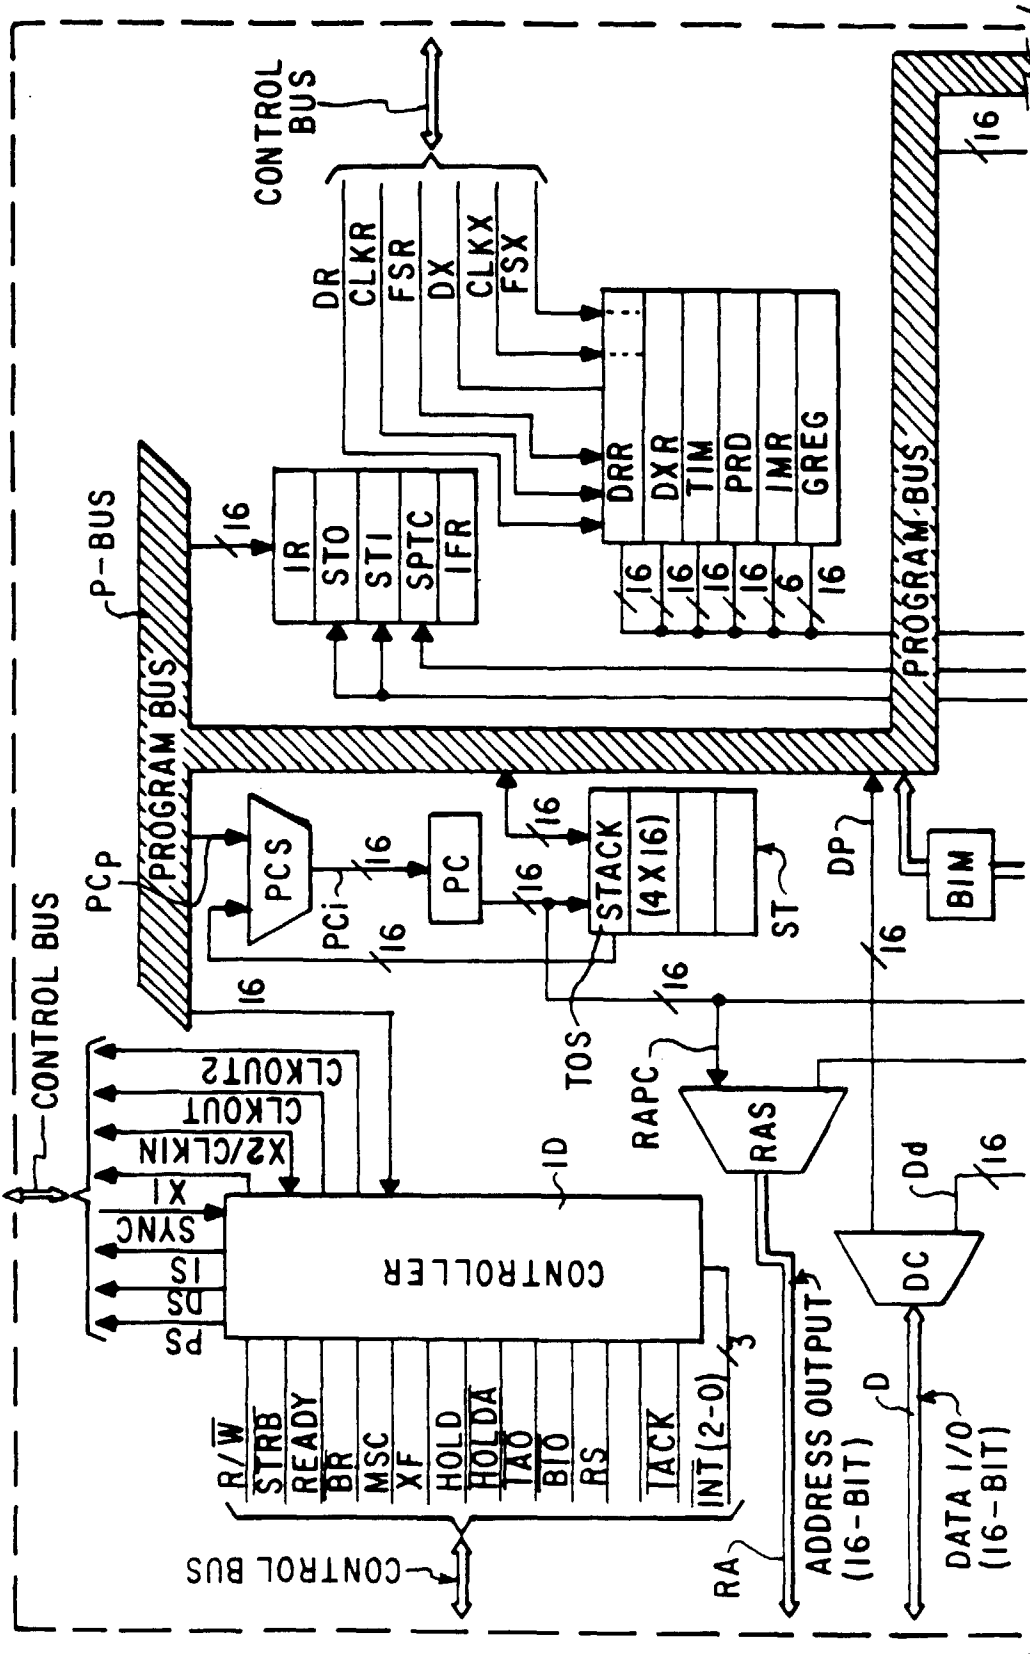 CONTROL BUS
PS
DS
IS
SYNC
X1
X2/CLKIN
CLKOUT
CLKOUT2
16
CONTROLLER
1D
CONTROL BUS
R/W
STRB
READY
BR
MSC
XF
HOLD
HOLDA
IAO
BIO
RS
IACK
INT(2-0)
3
P-BUS
PROGRAM BUS
PCp
PCS
PCi
16
PC
16
16
16
STACK
(4X16)
ST
TOS
16
RAPC
RAS
RA
ADDRESS OUTPUT
(16-BIT)
16
IR
STO
STI
SPTC
IFR
CONTROL
BUS
DR
CLKR
FSR
DX
CLKX
FSX
DRR
DXR
TIM
PRD
IMR
GREG
16
16
16
16
6
16
PROGRAM-BUS
16
DP
16
BIM
Dd
16
DC
D
DATA I/O
(16-BIT)